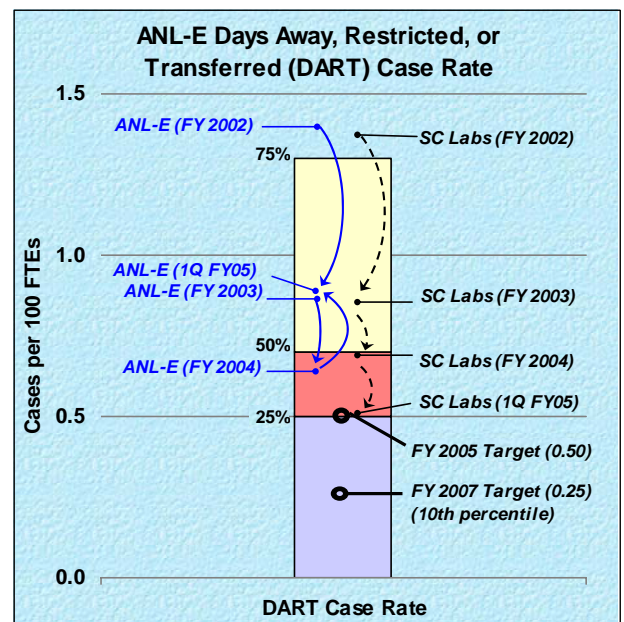 ANL-E Days Away, Restricted, or
Transferred (DART) Case Rate
1.5
ANL-E (FY 2002)
SC Labs (FY 2002)
75%
1.0
ANL-E (1Q FY05)
ANL-E (FY 2003)
SC Labs (FY 2003)
50%
ANL-E (FY 2004)
SC Labs (FY 2004)
SC Labs (1Q FY05)
0.5
25%
FY 2005 Target (0.50)
FY 2007 Target (0.25)
(10th percentile)
0.0
Cases per 100 FTEs
DART Case Rate